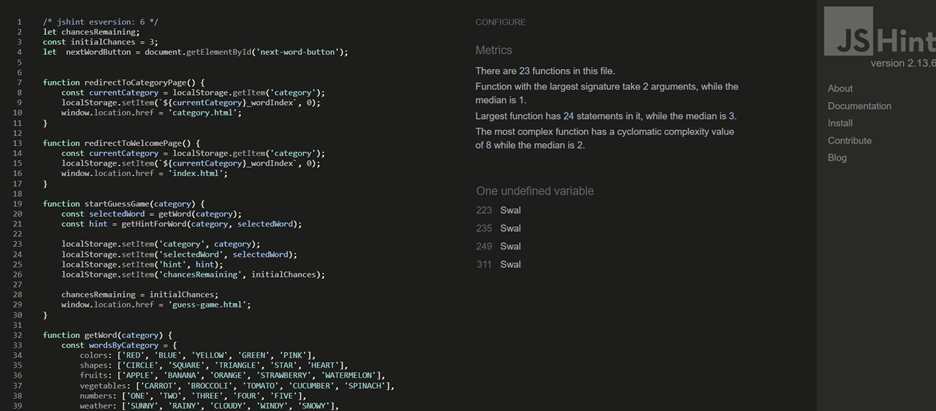 1 /* jshint esversion: 6 */
2 let chancesRemaining;
3 const initialChances = 3;
4 let  nextWordButton = document.getElementById('next-word-button');
5
6
7 function redirectToCategoryPage() {
8     const currentCategory = localStorage.getItem('category');
9     localStorage.setItem(`${currentCategory}_wordIndex`, 0);
10     window.location.href = 'category.html';
11 }
12
13 function redirectToWelcomePage() {
14     const currentCategory = localStorage.getItem('category');
15     localStorage.setItem(`${currentCategory}_wordIndex`, 0);
16     window.location.href = 'index.html';
17 }
18
19 function startGuessGame(category) {
20     const selectedWord = getWord(category);
21     const hint = getHintForWord(category, selectedWord);
22
23     localStorage.setItem('category', category);
24     localStorage.setItem('selectedWord', selectedWord);
25     localStorage.setItem('hint', hint);
26     localStorage.setItem('chancesRemaining', initialChances);
27
28     chancesRemaining = initialChances;
29     window.location.href = 'guess-game.html';
30 }
31
32 function getWord(category) {
33     const wordsByCategory = {
34         colors: ['RED', 'BLUE', 'YELLOW', 'GREEN', 'PINK'],
35         shapes: ['CIRCLE', 'SQUARE', 'TRIANGLE', 'STAR', 'HEART'],
36         fruits: ['APPLE', 'BANANA', 'ORANGE', 'STRAWBERRY', 'WATERMELON'],
37         vegetables: ['CARROT', 'BROCCOLI', 'TOMATO', 'CUCUMBER', 'SPINACH'],
38         numbers: ['ONE', 'TWO', 'THREE', 'FOUR', 'FIVE'],
39         weather: ['SUNNY', 'RAINY', 'CLOUDY', 'WINDY', 'SNOWY'],
CONFIGURE
Metrics
There are 23 functions in this file.
Function with the largest signature take 2 arguments, while the
median is 1.
Largest function has 24 statements in it, while the median is 3.
The most complex function has a cyclomatic complexity value
of 8 while the median is 2.
One undefined variable
223 Swal
235 Swal
249 Swal
311 Swal
JSHint
version 2.13.6
About
Documentation
Install
Contribute
Blog